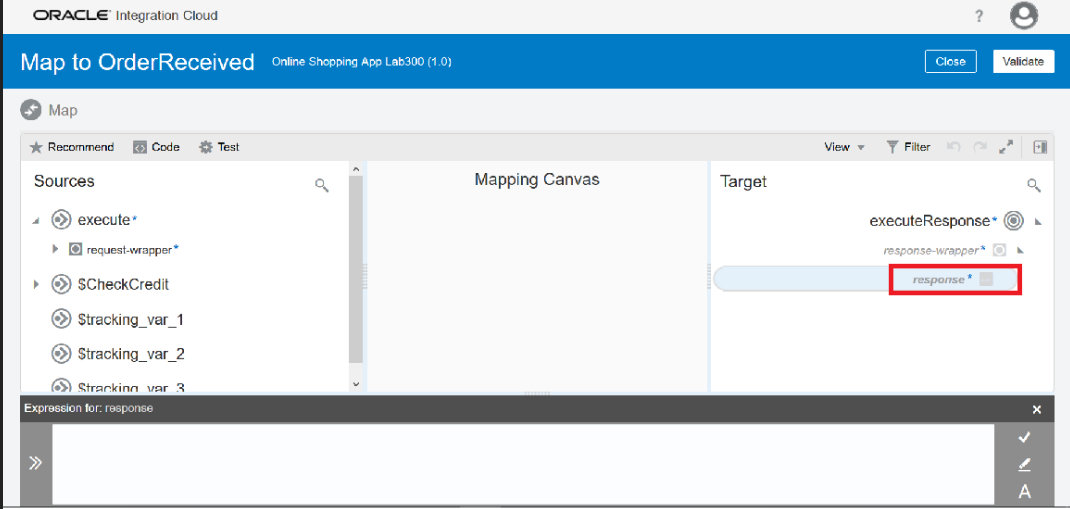 ORACLE® Integration Cloud ?
Map to OrderReceived Online Shopping App Lab300 (1.0) Close Validate
Map
Recommend Code Test View Filter
Sources
execute*
request-wrapper*
$CheckCredit
$tracking_var_1
$tracking_var_2
$tracking_var_3
Mapping Canvas
Target
executeResponse*
response-wrapper*
response*
Expression for: response
A